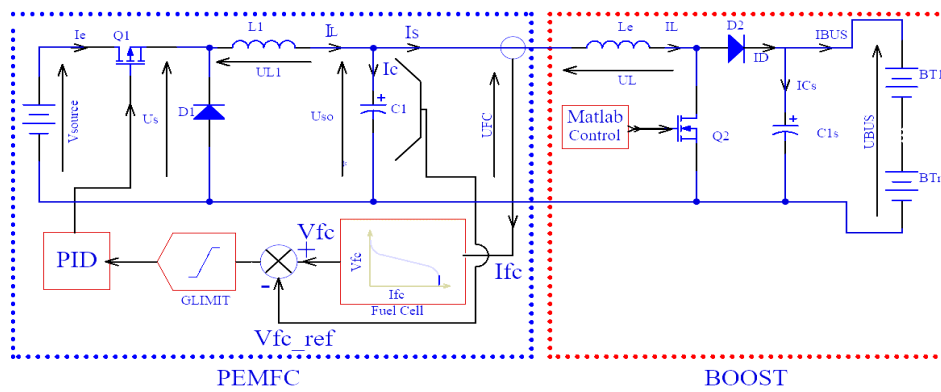 Ie
Q1
L1
IL
Is
Le
IL
D2
ID
IBUS
UL1
Ic
UL
ICs
BT1
Vsource
Us
D1
Uso
C1
UFC
Matlab
Control
Q2
C1s
UBUS
BTn
PID
GLIMIT
Vfc
+
-
Vfc
Ifc
Fuel Cell
Ifc
Vfc_ref
PEMFC
BOOST